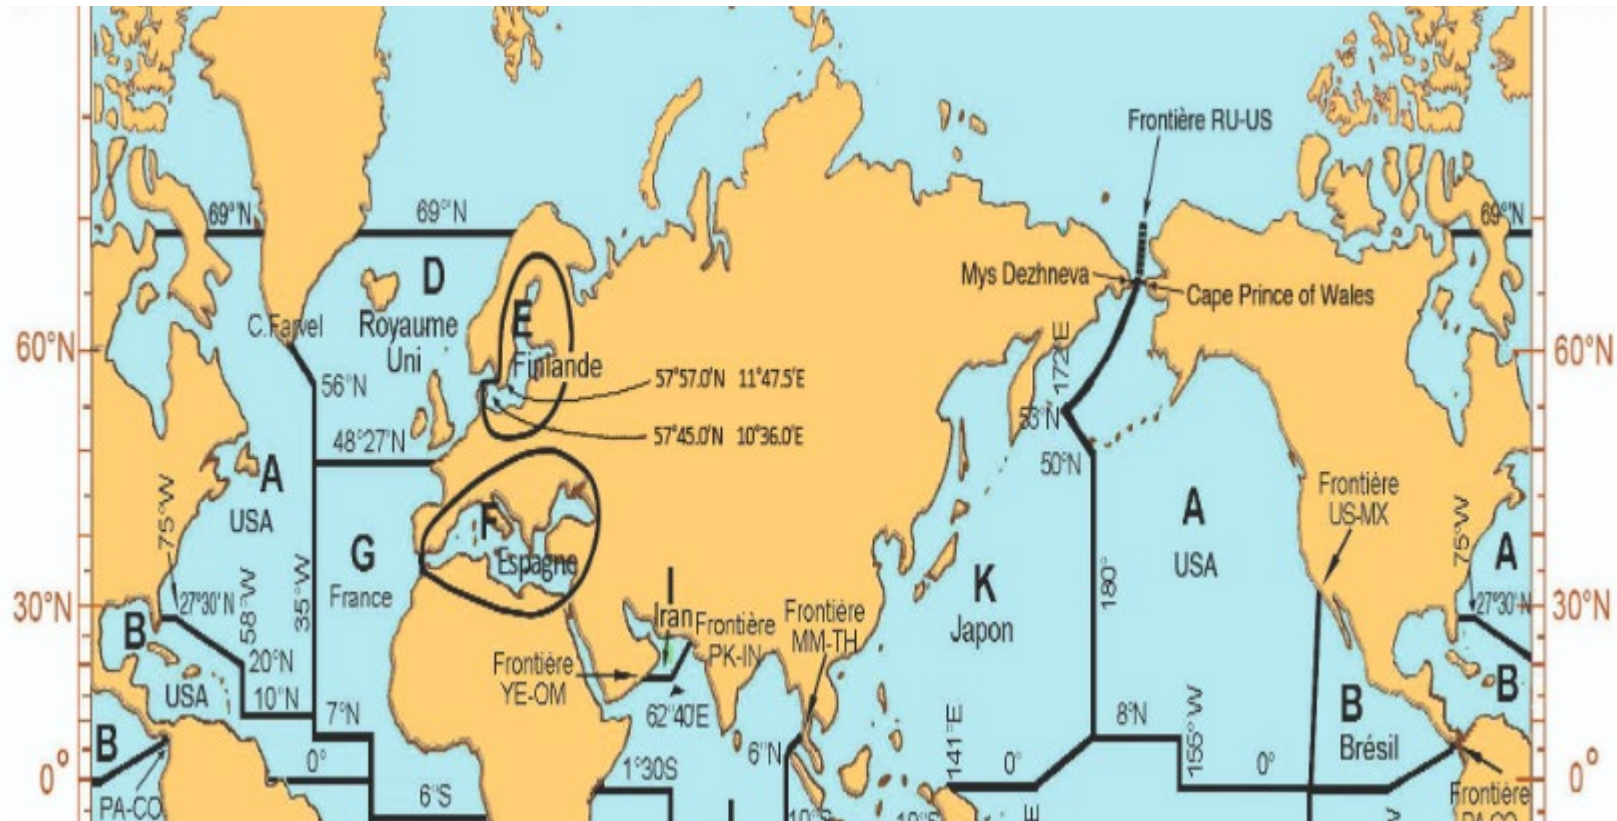 Frontière RU-US
69°N
69°N
69°N
D
Mys Dezhneva
Cape Prince of Wales
E
C.Farvel
Royaume
Uni
60°N
172°E
60°N
Finlande
57°57.0'N 11°47.5'E
56°N
53°N
48°27'N
57°45.0'N 10°36.0'E
50°N
A
USA
75°W
Frontière
US-MX
A
USA
75°W
A
F
Espagne
G
France
180°
K
Japon
30°N
27°30' N
58°W
35°W
I
Iran
Frontière
PK-IN
Frontière
MM-TH
27°30' N
30°N
B
20°N
Frontière
YE-OM
USA
10°N
7°N
62°40'E
141°E
8°N
155°W
B
Brésil
B
B
0°
0°
1°30S
6°N
0°
0°
0°
PA-CO
6°S
10°S
10°S
E
Frontière
PA-CO